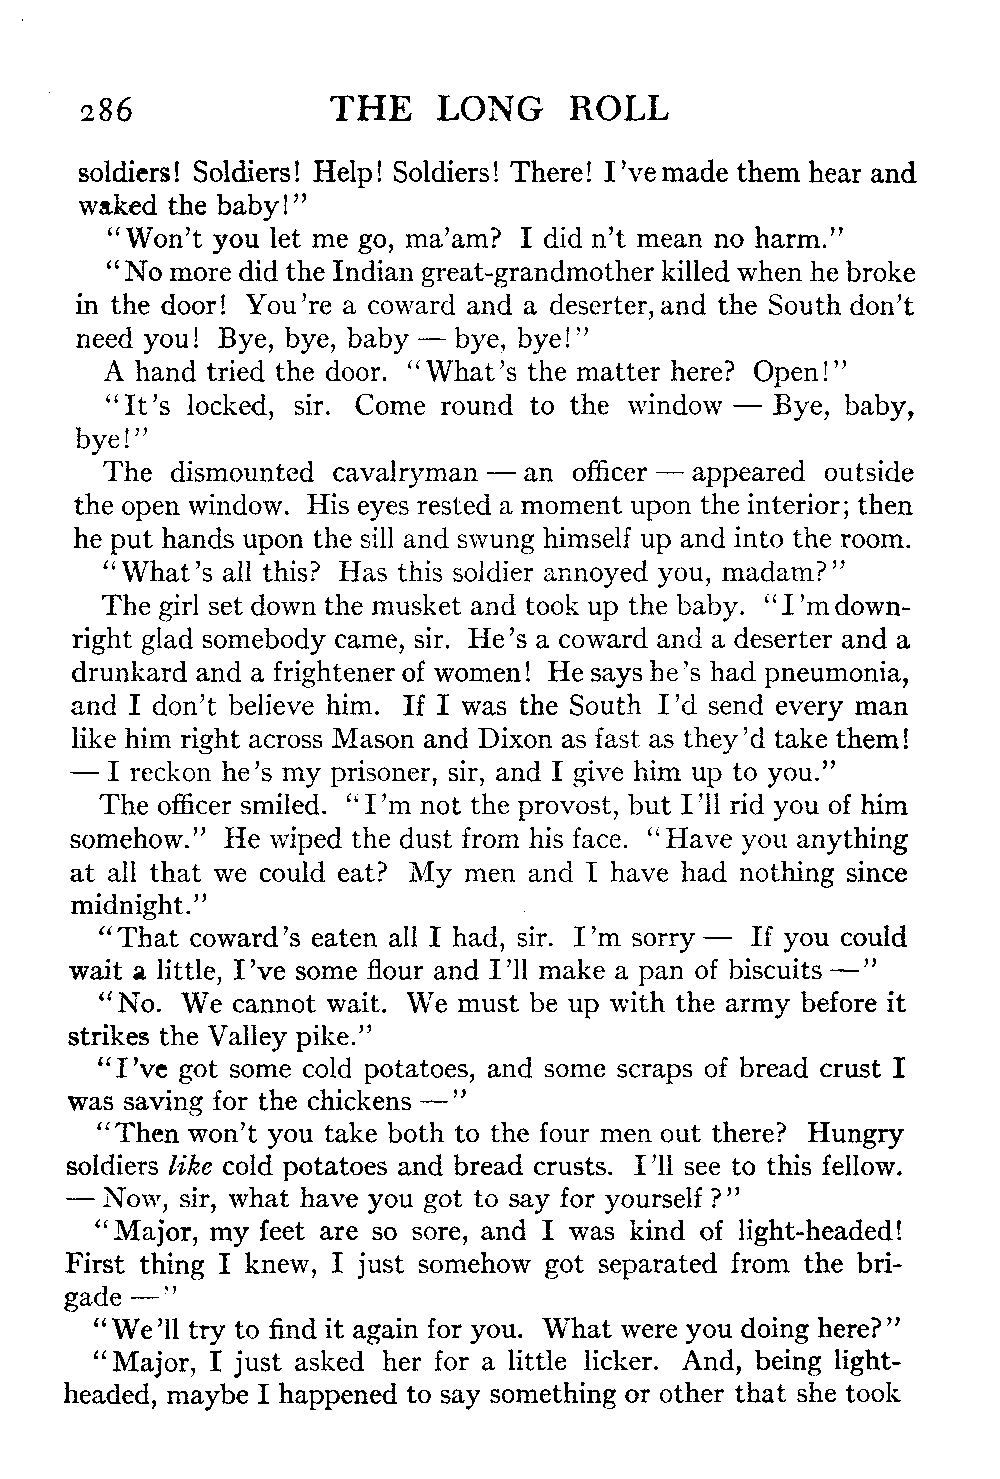 286 THE LONG ROLL
soldiers! Soldiers! Help! Soldiers! There! I've made them hear and
waked the baby!"
"Won't you let me go, ma'am? I did n't mean no harm."
"No more did the Indian great-grandmother killed when he broke
in the door! You're a coward and a deserter, and the South don't
need you! Bye, bye, baby — bye, bye!"
A hand tried the door. "What's the matter here? Open!"
"It's locked, sir. Come round to the window — Bye, baby,
bye!"
The dismounted cavalryman — an officer — appeared outside
the open window. His eyes rested a moment upon the interior; then
he put hands upon the sill and swung himself up and into the room.
"What's all this? Has this soldier annoyed you, madam?"
The girl set down the musket and took up the baby. "I'm down-
right glad somebody came, sir. He's a coward and a deserter and a
drunkard and a frightener of women! He says he's had pneumonia,
and I don't believe him. If I was the South I'd send every man
like him right across Mason and Dixon as fast as they'd take them!
— I reckon he's my prisoner, sir, and I give him up to you."
The officer smiled. "I'm not the provost, but I'll rid you of him
somehow." He wiped the dust from his face. "Have you anything
at all that we could eat? My men and I have had nothing since
midnight."
"That coward's eaten all I had, sir. I'm sorry — If you could
wait a little, I've some flour and I'll make a pan of biscuits —"
"No. We cannot wait. We must be up with the army before it
strikes the Valley pike."
"I've got some cold potatoes, and some scraps of bread crust I
was saving for the chickens —"
"Then won't you take both to the four men out there? Hungry
soldiers like cold potatoes and bread crusts. I'll see to this fellow.
— Now, sir, what have you got to say for yourself?"
"Major, my feet are so sore, and I was kind of light-headed!
First thing I knew, I just somehow got separated from the bri-
gade —"
"We'll try to find it again for you. What were you doing here?"
"Major, I just asked her for a little licker. And, being light-
headed, maybe I happened to say something or other that she took